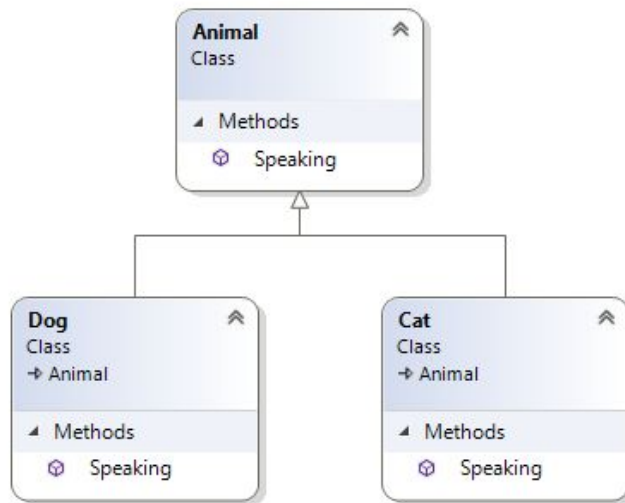 Animal
Class
Methods
Speaking
Dog
Class
Animal
Methods
Speaking
Cat
Class
Animal
Methods
Speaking